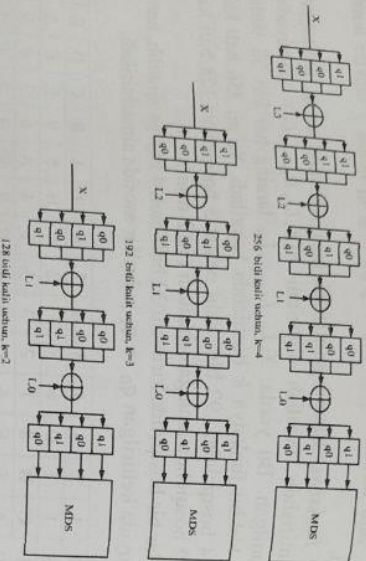 q1 q1 q0 q0 q1
X q0 q1 q1 q0 q0 MDS
q0 q0 q0 q1 q1
q1 q0 q1 q1 q0
L3 L2 L1 L0
256 bitli kalit uchun, k=4
q1 q0 q0 q1
X q1 q1 q0 q0 MDS
q0 q0 q1 q1
q0 q1 q1 q0
L2 L1 L0
192 bitli kalit uchun, k=3
q0 q0 q1
X q1 q0 q0 MDS
q0 q1 q1
q1 q1 q0
L1 L0
128 bitli kalit uchun, k=2